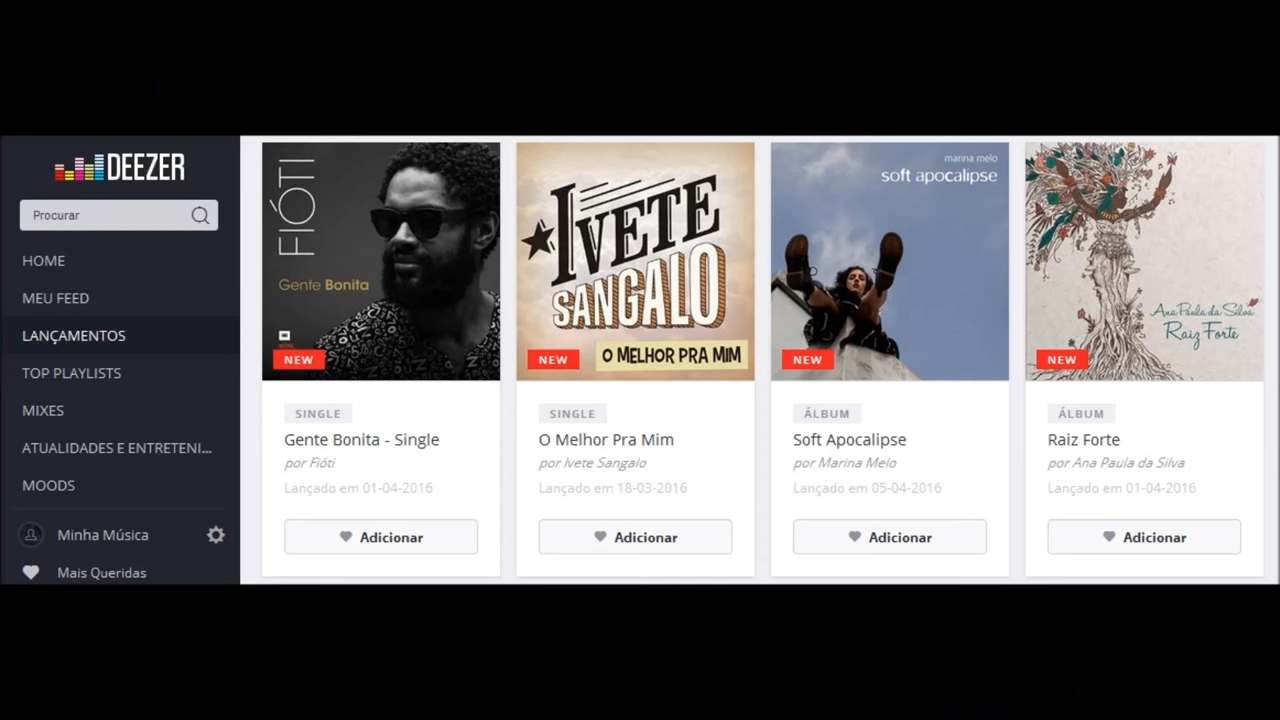 DEEZER
Procurar
HOME
MEU FEED
LANÇAMENTOS
TOP PLAYLISTS
MIXES
ATUALIDADES E ENTRETENI...
MOODS
Minha Música
Mais Queridas
FIÓTI
Gente Bonita
NEW
SINGLE
Gente Bonita - Single
por Fióti
Lançado em 01-04-2016
Adicionar
IVETE
SANGALO
O MELHOR PRA MIM
NEW
SINGLE
O Melhor Pra Mim
por Ivete Sangalo
Lançado em 18-03-2016
Adicionar
marina melo
soft apocalipse
NEW
ÁLBUM
Soft Apocalipse
por Marina Melo
Lançado em 05-04-2016
Adicionar
Ana Paula da Silva
Raiz Forte
NEW
ÁLBUM
Raiz Forte
por Ana Paula da Silva
Lançado em 01-04-2016
Adicionar